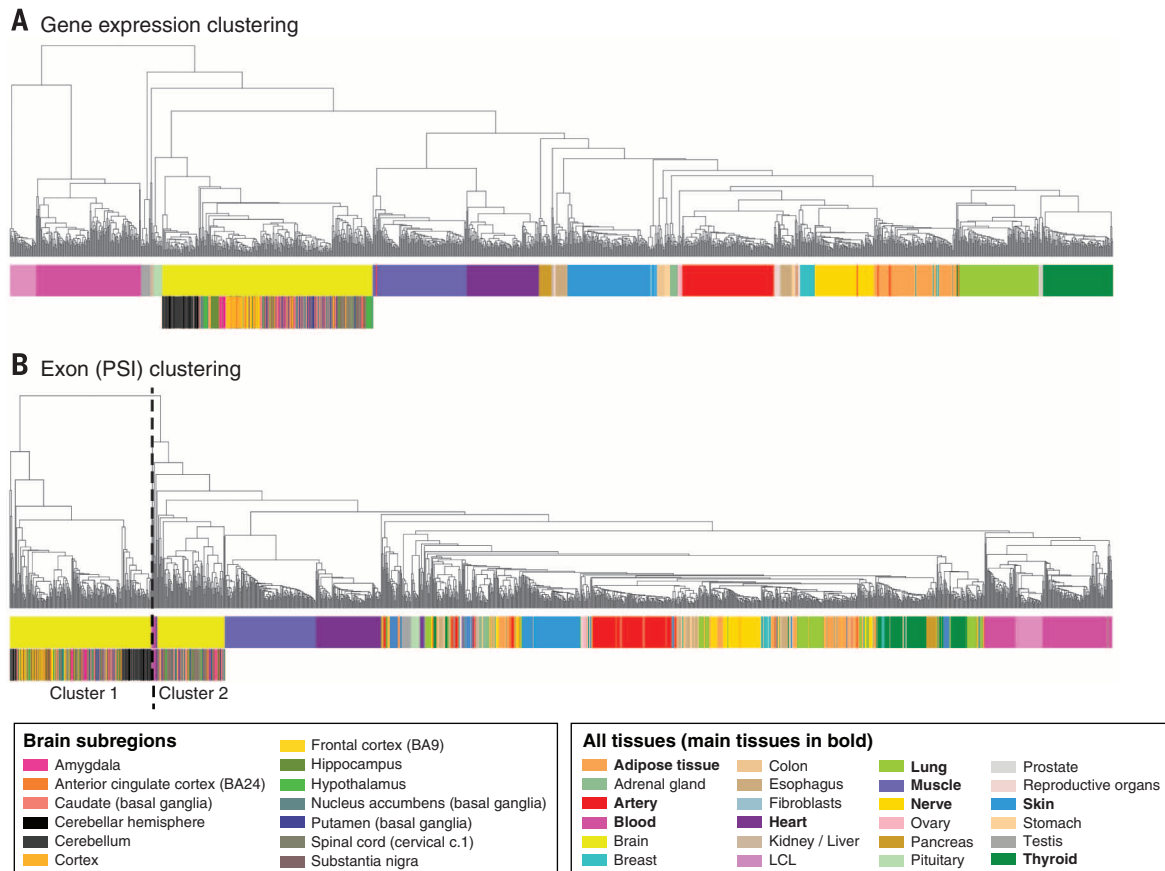 A Gene expression clustering
B Exon (PSI) clustering
Cluster 1
Cluster 2
Brain subregions
Amygdala
Anterior cingulate cortex (BA24)
Caudate (basal ganglia)
Cerebellar hemisphere
Cerebellum
Cortex
Frontal cortex (BA9)
Hippocampus
Hypothalamus
Nucleus accumbens (basal ganglia)
Putamen (basal ganglia)
Spinal cord (cervical c.1)
Substantia nigra
All tissues (main tissues in bold)
Adipose tissue
Adrenal gland
Artery
Blood
Brain
Breast
Colon
Esophagus
Fibroblasts
Heart
Kidney / Liver
LCL
Lung
Muscle
Nerve
Ovary
Pancreas
Pituitary
Prostate
Reproductive organs
Skin
Stomach
Testis
Thyroid